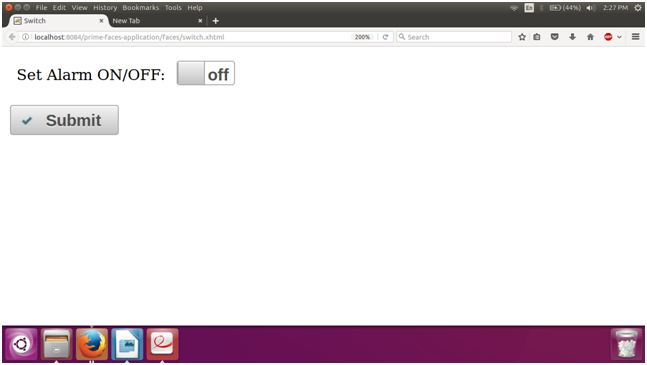 File Edit View History Bookmarks Tools Help En (44%) 2:27 PM
Switch New Tab
localhost:8084/prime-faces-application/faces/switch.xhtml 200% Search
Set Alarm ON/OFF: off
Submit